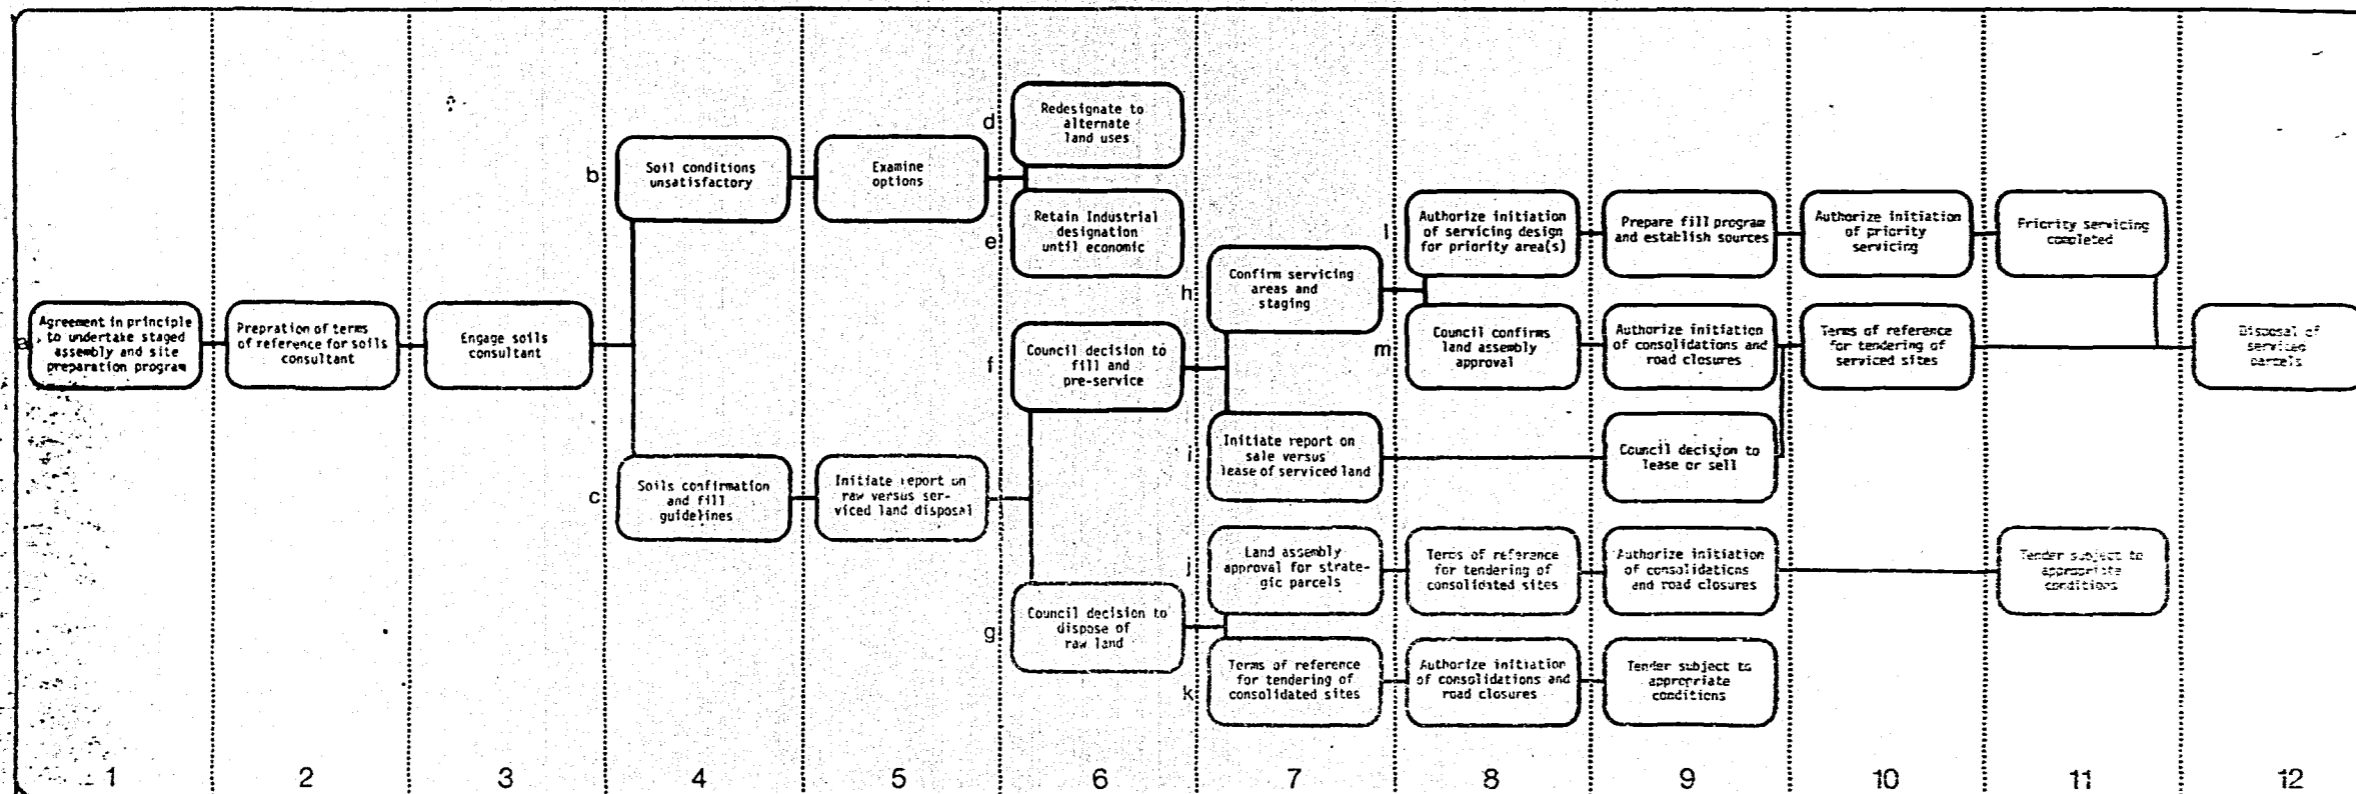 a
Agreement in principle
to undertake staged
assembly and site
preparation program
Prepration of terms
of reference for soils
consultant
Engage soils
consultant
b
Soil conditions
unsatisfactory
Examine
options
d
Redesignate to
alternate
land uses
e
Retain Industrial
designation
until economic
c
Soils confirmation
and fill
guidelines
Initiate report on
raw versus ser-
viced land disposal
f
Council decision to
fill and
pre-service
g
Council decision to
dispose of
raw land
h
Confirm servicing
areas and
staging
i
Initiate report on
sale versus
lease of serviced land
j
Land assembly
approval for strate-
gic parcels
k
Terms of reference
for tendering of
consolidated sites
l
Authorize initiation
of servicing design
for priority area(s)
m
Council confirms
land assembly
approval
Terms of reference
for tendering of
consolidated sites
Authorize initiation
of consolidations and
road closures
Prepare fill program
and establish sources
Authorize initiation
of consolidations and
road closures
Council decision to
lease or sell
Authorize initiation
of consolidations
and road closures
Tender subject to
appropriate
conditions
Authorize initiation
of priority
servicing
Terms of reference
for tendering of
serviced sites
Priority servicing
completed
Tender subject to
appropriate
conditions
Disposal of
serviced
parcels
1 2 3 4 5 6 7 8 9 10 11 12